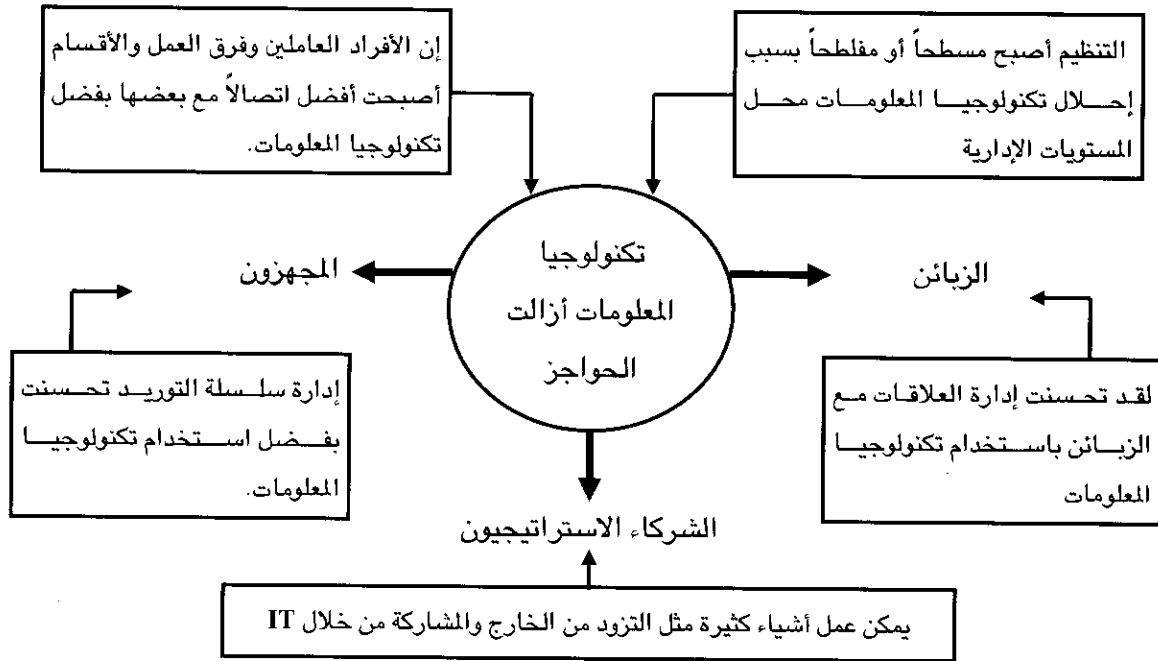 التنظيم أصبح مسطحاً أو مفلطحاً بسبب
إحلال تكنولوجيا المعلومات محل
المستويات الإدارية
إن الأفراد العاملين وفرق العمل والأقسام
أصبحت أفضل اتصالاً مع بعضها بفضل
تكنولوجيا المعلومات.
تكنولوجيا
المعلومات أزالت
الحواجز
الزبائن
المجهزون
لقد تحسنت إدارة العلاقات مع
الزبائن باستخدام تكنولوجيا
المعلومات
إدارة سلسلة التوريد تحسنت
بفضل استخدام تكنولوجيا
المعلومات.
الشركاء الاستراتيجيون
يمكن عمل أشياء كثيرة مثل التزود من الخارج والمشاركة من خلال IT